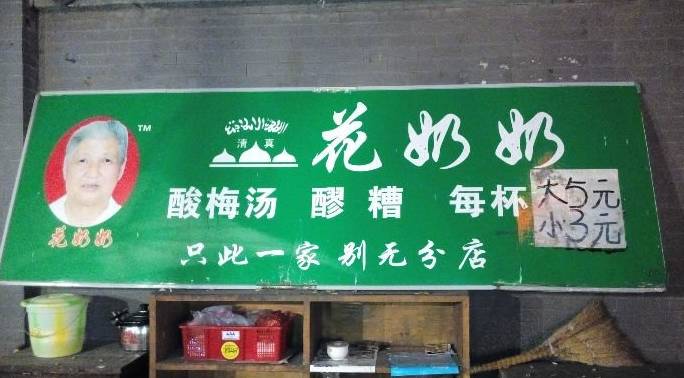 TM
清真
花奶奶
酸梅汤 醪糟 每杯
大5元
小3元
花奶奶
只此一家 别无分店